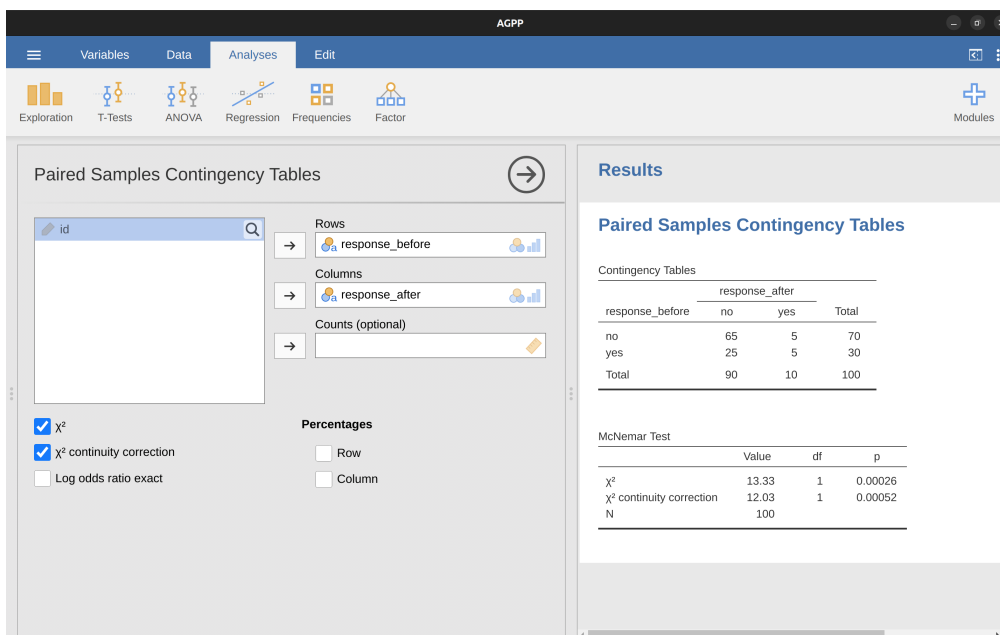 AGPP
Variables Data Analyses Edit
Exploration T-Tests ANOVA Regression Frequencies Factor Modules
Paired Samples Contingency Tables
id
Rows
response_before
Columns
response_after
Counts (optional)
χ²
χ² continuity correction
Log odds ratio exact
Percentages
Row
Column
Results
Paired Samples Contingency Tables
Contingency Tables
response_after
response_before no yes Total
no 65 5 70
yes 25 5 30
Total 90 10 100
McNemar Test
Value df p
χ² 13.33 1 0.00026
χ² continuity correction 12.03 1 0.00052
N 100